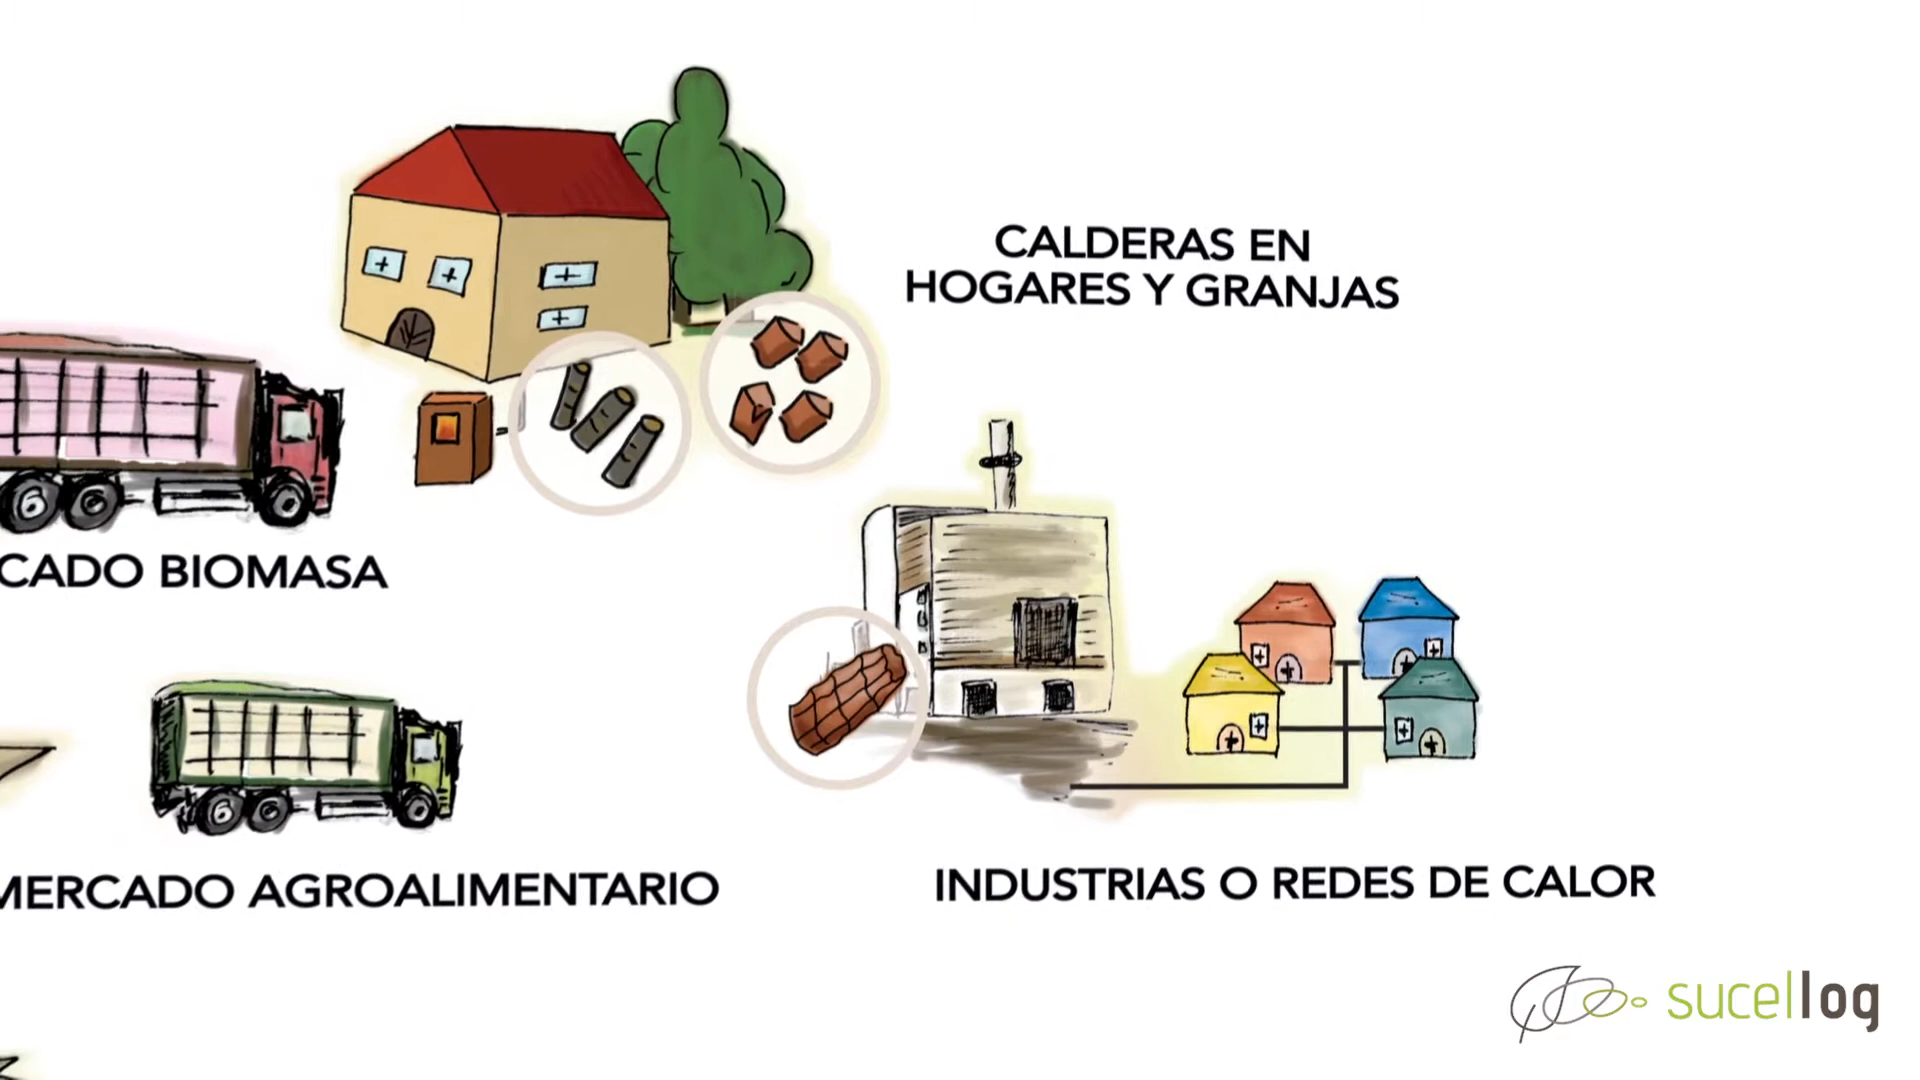 CALDERAS EN
HOGARES Y GRANJAS
CADO BIOMASA
MERCADO AGROALIMENTARIO
INDUSTRIAS O REDES DE CALOR
sucellog